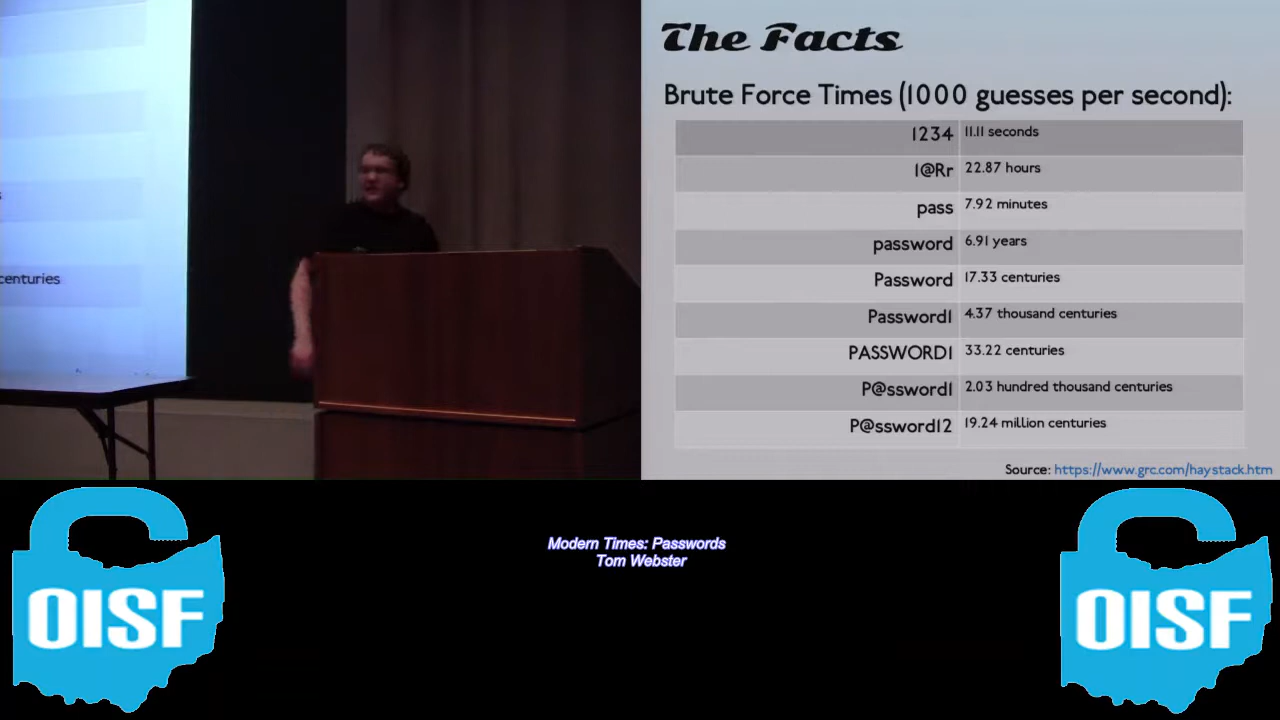 centuries
The Facts
Brute Force Times (1000 guesses per second):
1234 11.11 seconds
1@Rr 22.87 hours
pass 7.92 minutes
password 6.91 years
Password 17.33 centuries
Password1 4.37 thousand centuries
PASSWORD1 33.22 centuries
P@ssword1 2.03 hundred thousand centuries
P@ssword12 19.24 million centuries
Source: https://www.grc.com/haystack.htm
Modern Times: Passwords
Tom Webster
OISF
OISF